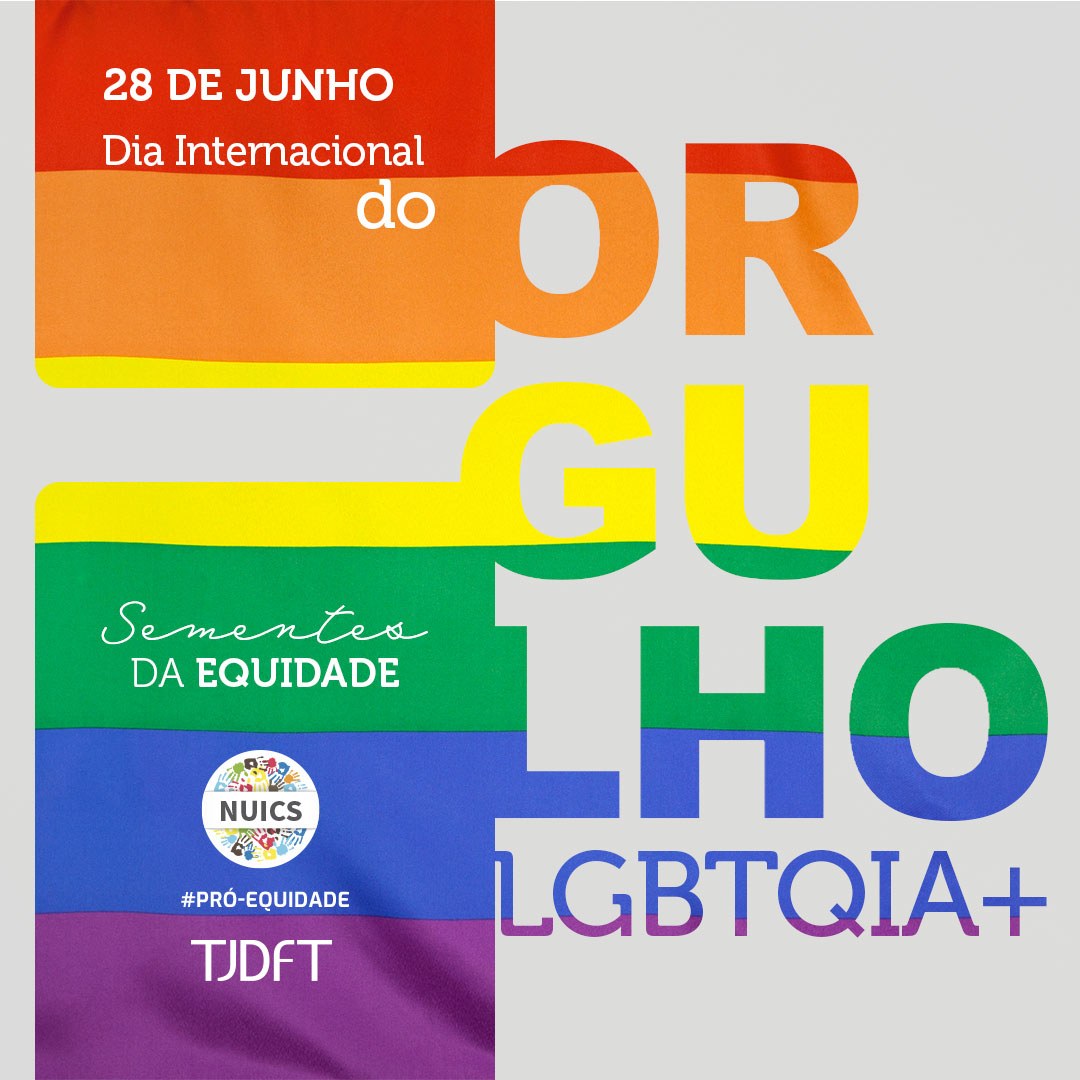 28 DE JUNHO
Dia Internacional
do
OR
GU
LHO
LGBTQIA+
Sementes
DA EQUIDADE
NUICS
#PRÓ-EQUIDADE
TJDFT